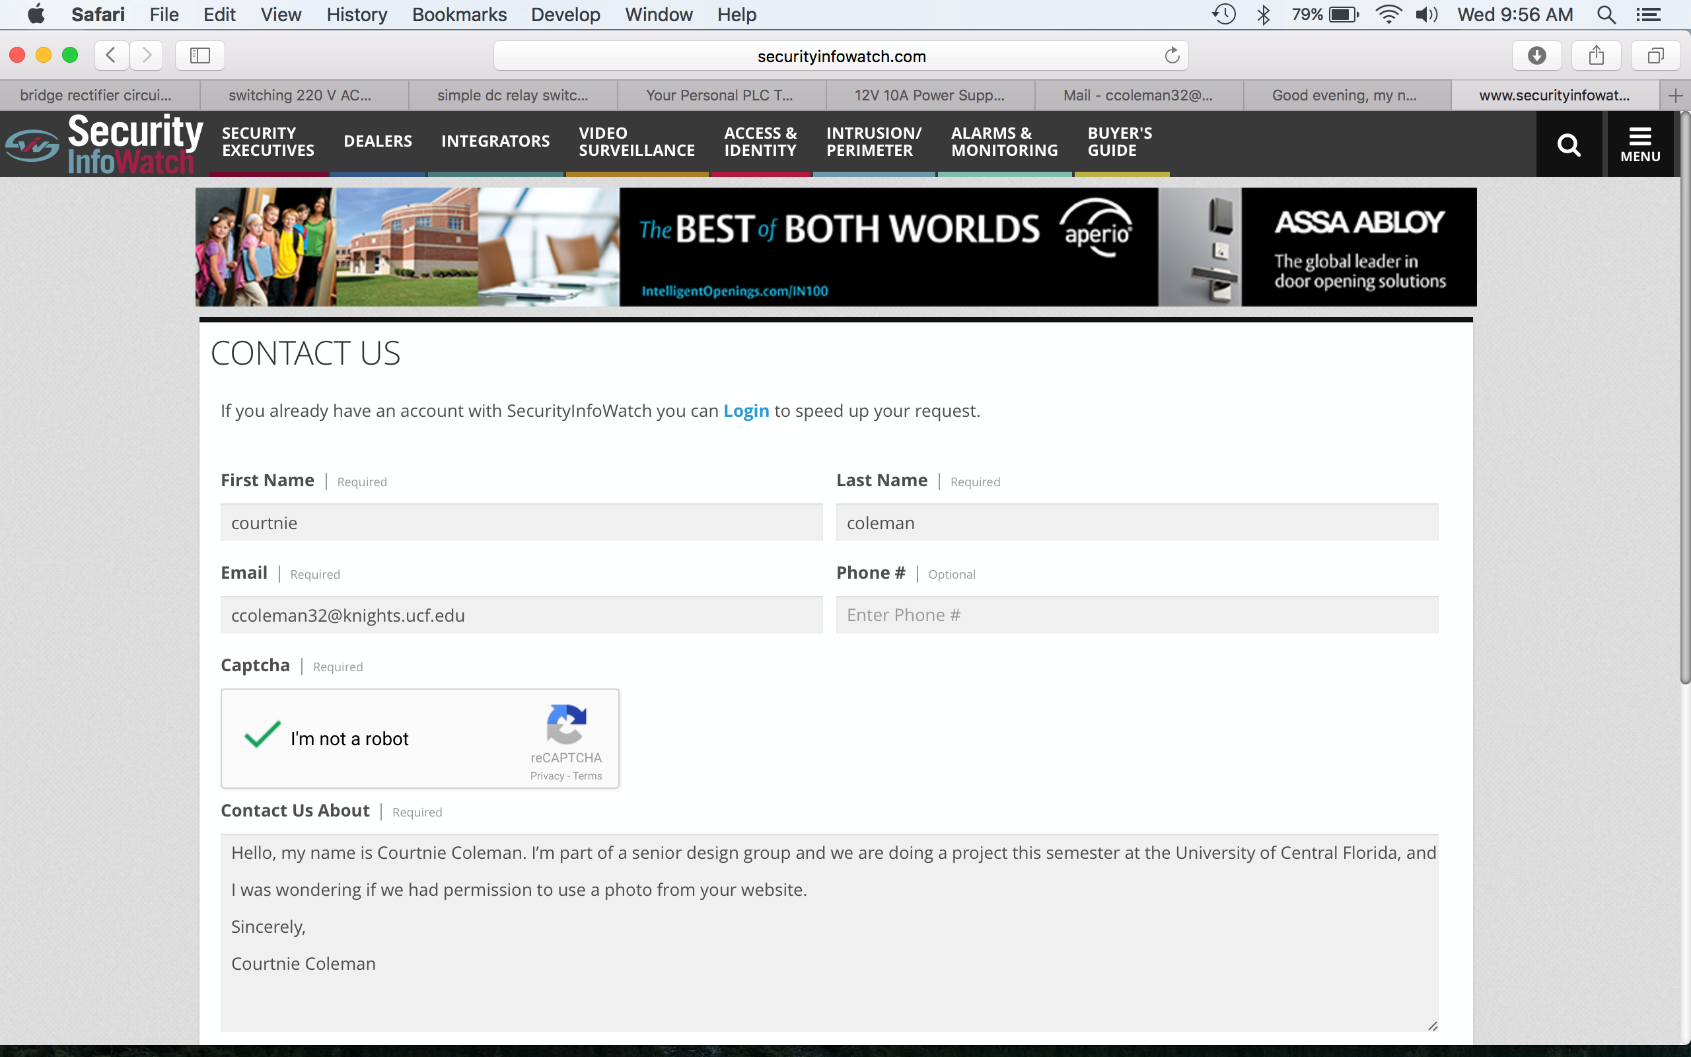 Safari File Edit View History Bookmarks Develop Window Help 79% Wed 9:56 AM
securityinfowatch.com
bridge rectifier circui... switching 220 V AC... simple dc relay switc... Your Personal PLC T... 12V 10A Power Supp... Mail - ccoleman32@... Good evening, my n... www.securityinfowat...
Security
InfoWatch
SECURITY
EXECUTIVES
DEALERS
INTEGRATORS
VIDEO
SURVEILLANCE
ACCESS &
IDENTITY
INTRUSION/
PERIMETER
ALARMS &
MONITORING
BUYER'S
GUIDE
MENU
The BEST of BOTH WORLDS
aperio
IntelligentOpenings.com/IN100
ASSA ABLOY
The global leader in
door opening solutions
CONTACT US
If you already have an account with SecurityInfoWatch you can Login to speed up your request.
First Name | Required
courtnie
Last Name | Required
coleman
Email | Required
ccoleman32@knights.ucf.edu
Phone # | Optional
Enter Phone #
Captcha | Required
I'm not a robot
reCAPTCHA
Privacy - Terms
Contact Us About | Required
Hello, my name is Courtnie Coleman. I’m part of a senior design group and we are doing a project this semester at the University of Central Florida, and
I was wondering if we had permission to use a photo from your website.
Sincerely,
Courtnie Coleman